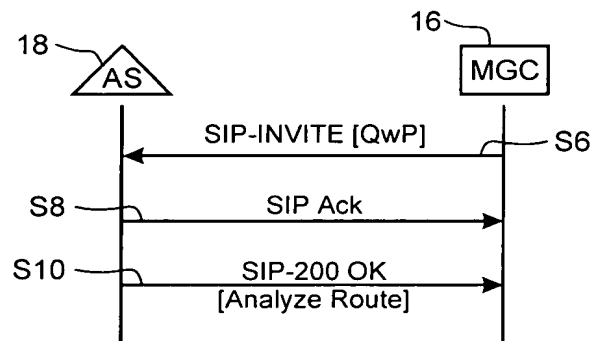 18
AS
16
MGC
SIP-INVITE [QwP]
S6
S8
SIP Ack
S10
SIP-200 OK
[Analyze Route]